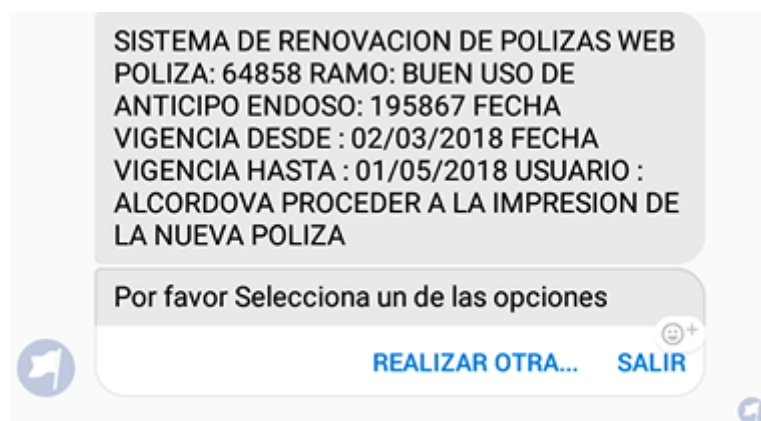 SISTEMA DE RENOVACION DE POLIZAS WEB
POLIZA: 64858 RAMO: BUEN USO DE
ANTICIPO ENDOSO: 195867 FECHA
VIGENCIA DESDE : 02/03/2018 FECHA
VIGENCIA HASTA : 01/05/2018 USUARIO :
ALCORDOVA PROCEDER A LA IMPRESION DE
LA NUEVA POLIZA
Por favor Selecciona un de las opciones
REALIZAR OTRA... SALIR